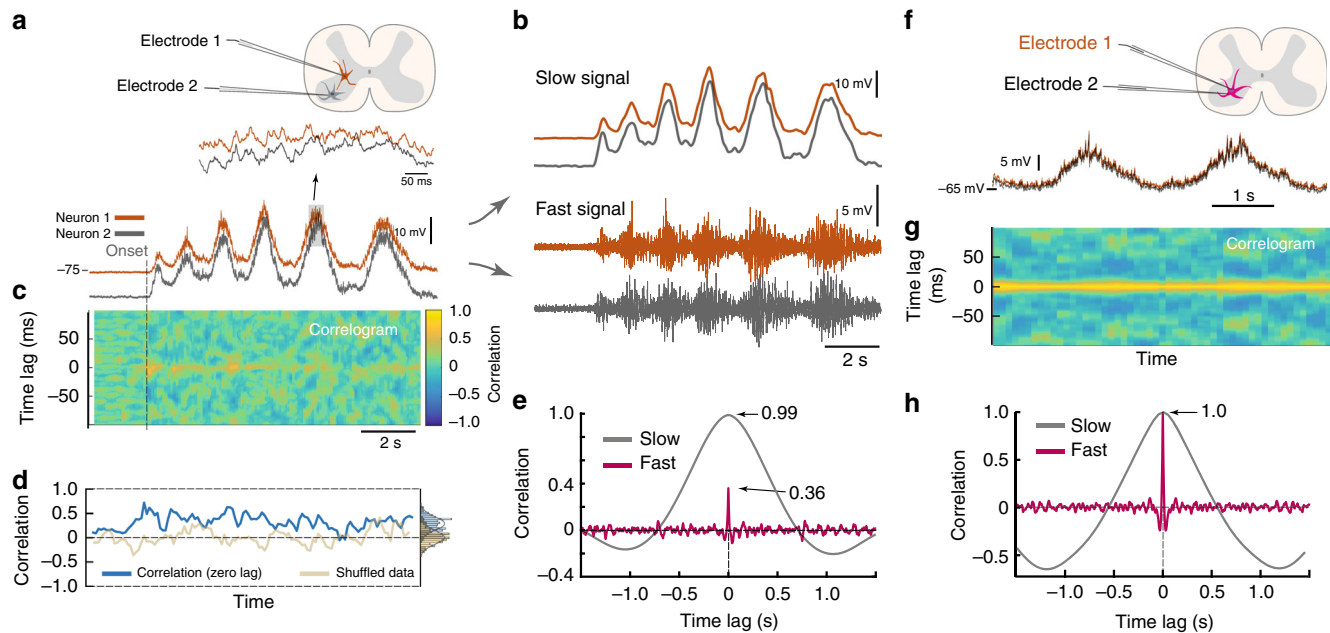 a
Electrode 1
Electrode 2
50 ms
Neuron 1
Neuron 2
Onset
10 mV
−75
b
Slow signal
10 mV
Fast signal
5 mV
2 s
c
Time lag (ms)
50
0
−50
Correlogram
1.0
0.5
0
−0.5
−1.0
Correlation
2 s
d
Correlation
1.0
0.5
0
−0.5
−1.0
Correlation (zero lag)
Shuffled data
Time
e
Correlation
1.0
0.4
0
−0.4
Slow
Fast
0.99
0.36
−1.0 −0.5 0 0.5 1.0
Time lag (s)
f
Electrode 1
Electrode 2
5 mV
−65 mV
1 s
g
Time lag
(ms)
50
0
−50
Correlogram
Time
h
Correlation
1.0
0.5
0
−0.5
Slow
Fast
1.0
−1.0 −0.5 0 0.5 1.0
Time lag (s)